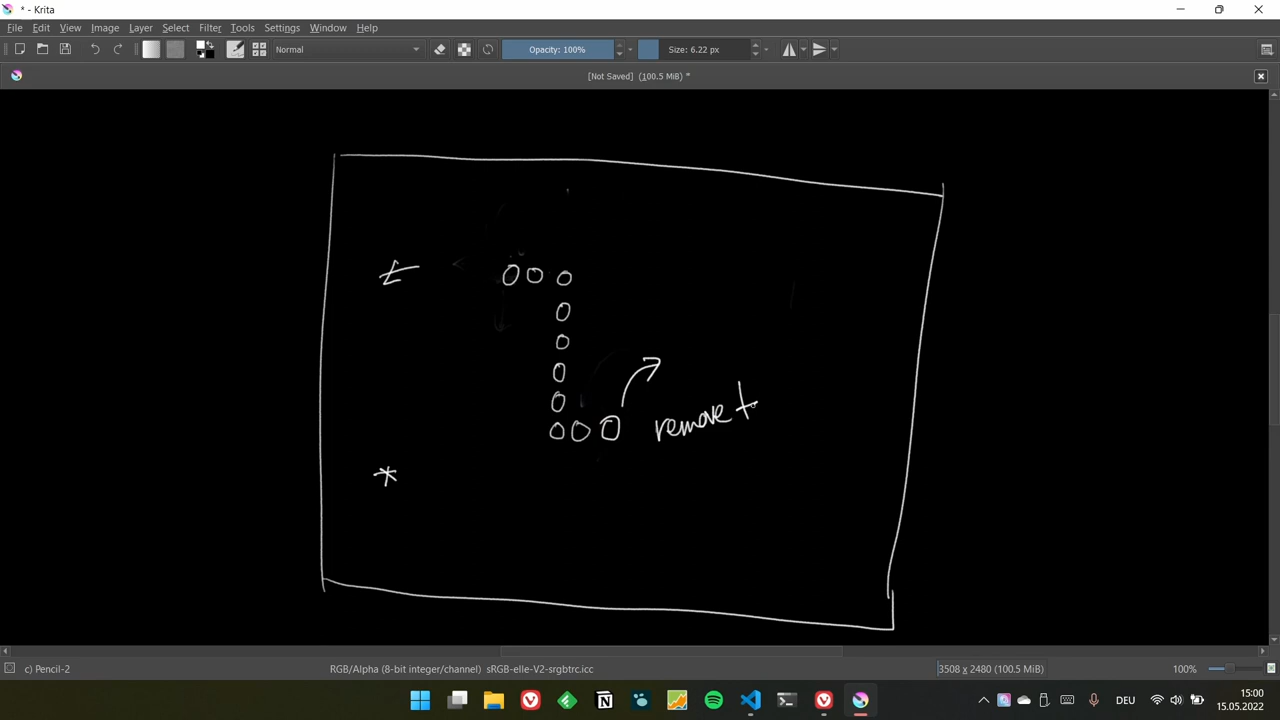 * - Krita
File Edit View Image Layer Select Filter Tools Settings Window Help
Normal Opacity: 100% Size: 6.22 px
[Not Saved] (100.5 MiB) *
o o o
o
o
o
o
o o o remove t
*
c) Pencil-2 RGB/Alpha (8-bit integer/channel) sRGB-elle-V2-srgbtrc.icc 3508 x 2480 (100.5 MiB) 100%
DEU 15:00
15.05.2022